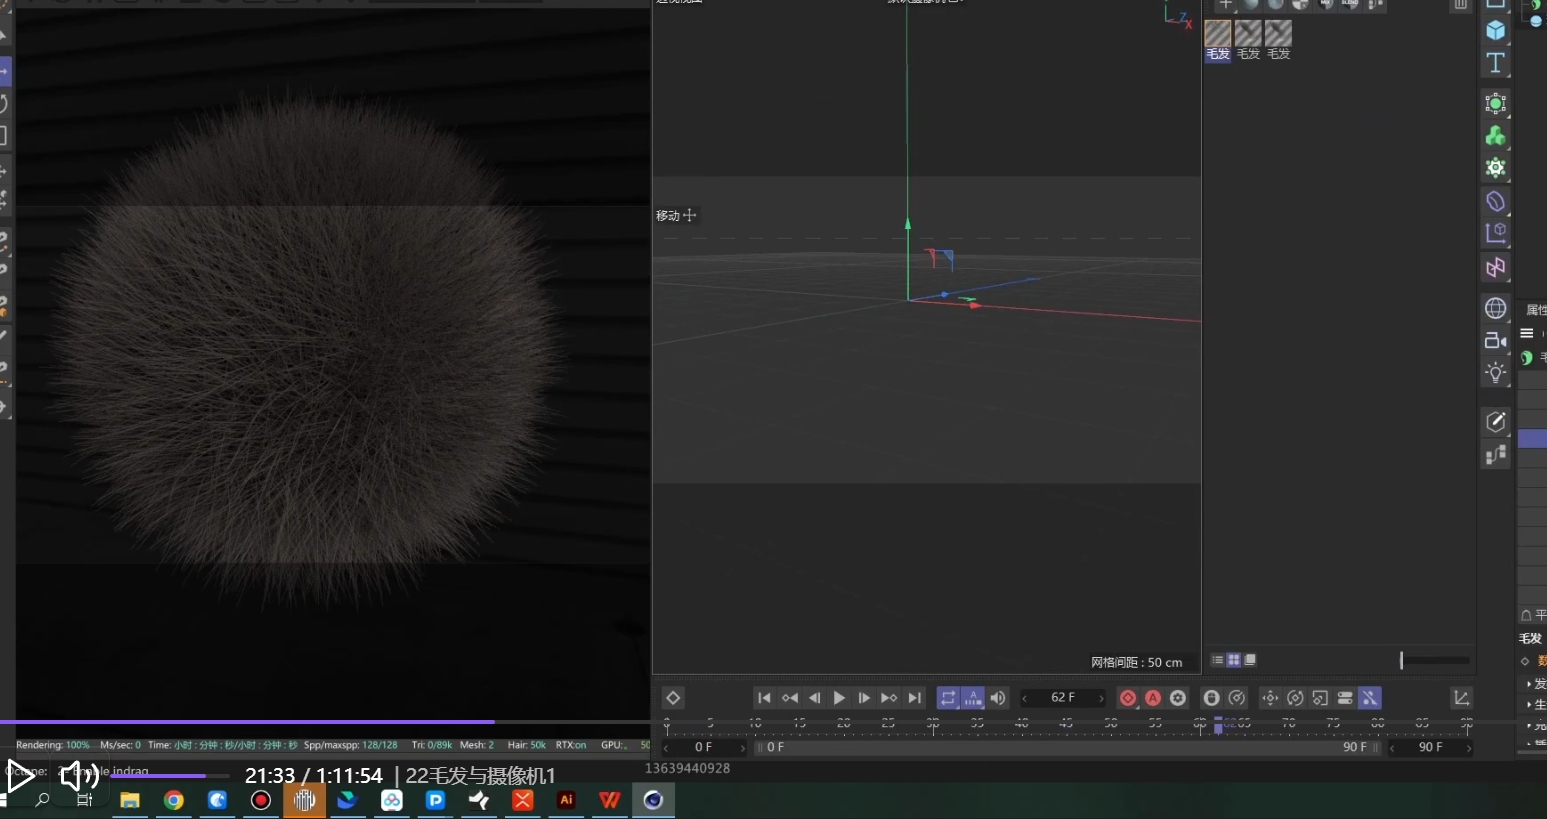 毛发 毛发 毛发
移动
属性
网格间距 : 50 cm
毛发
62 F
0 5 10 15 20 25 30 35 40 45 50 55 60 65 70 75 80 85 90
Rendering: 100% Ms/sec: 0 Time: 小时 : 分钟 : 秒/小时 : 分钟 : 秒 Spp/maxspp: 128/128 Tri: 0/89k Mesh: 2 Hair: 50k RTX:on GPU:
0 F 0 F 90 F 90 F
Octane:
21:33 / 1:11:54 | 22毛发与摄像机1
13639440928
Ai